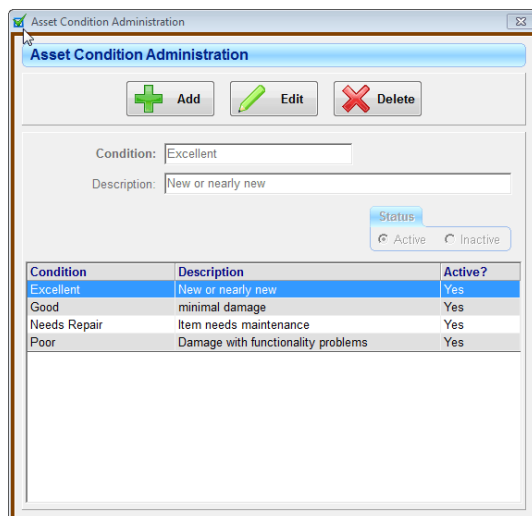 Asset Condition Administration
Asset Condition Administration
Add Edit Delete
Condition: Excellent
Description: New or nearly new
Status
Active Inactive
Condition Description Active?
Excellent New or nearly new Yes
Good minimal damage Yes
Needs Repair Item needs maintenance Yes
Poor Damage with functionality problems Yes